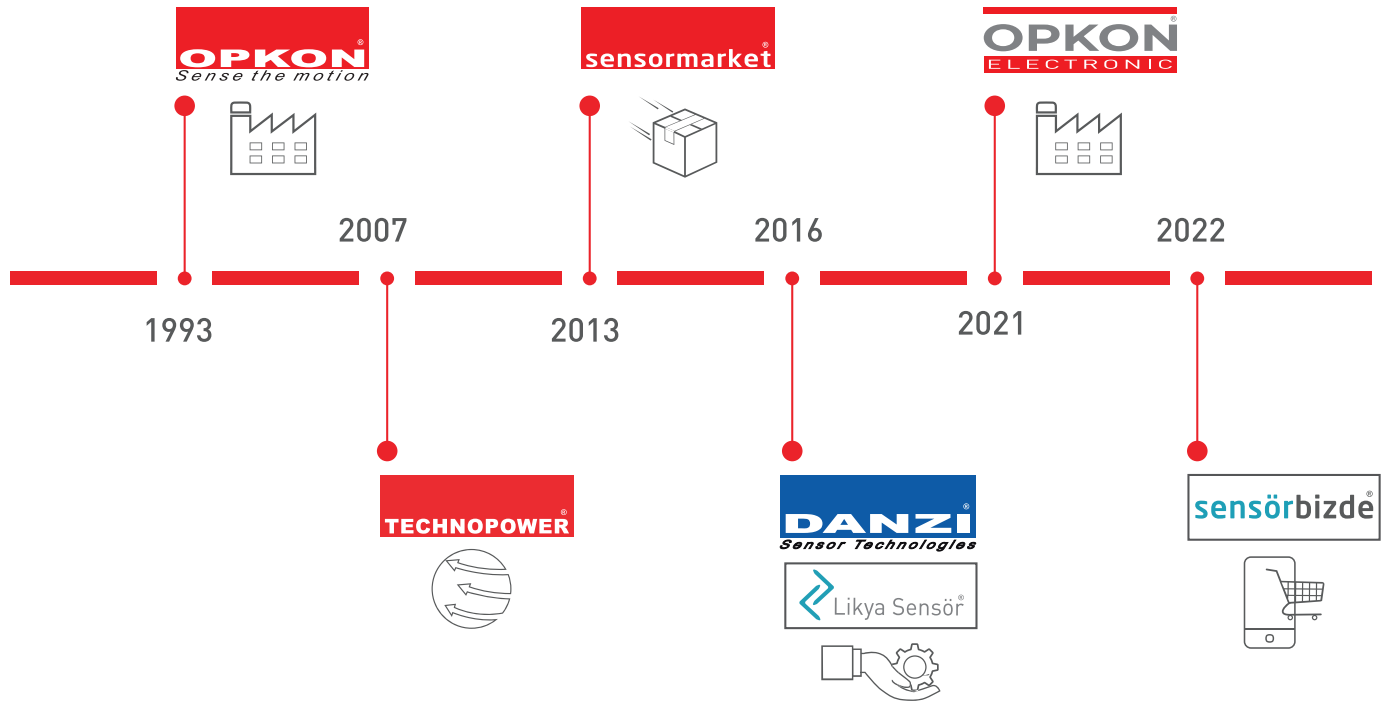 OPKON®
Sense the motion
sensormarket®
OPKON®
ELECTRONIC
2007
2016
2022
1993
2013
2021
TECHNOPOWER®
DANZI®
Sensor Technologies
Likya Sensör®
sensörbizde®